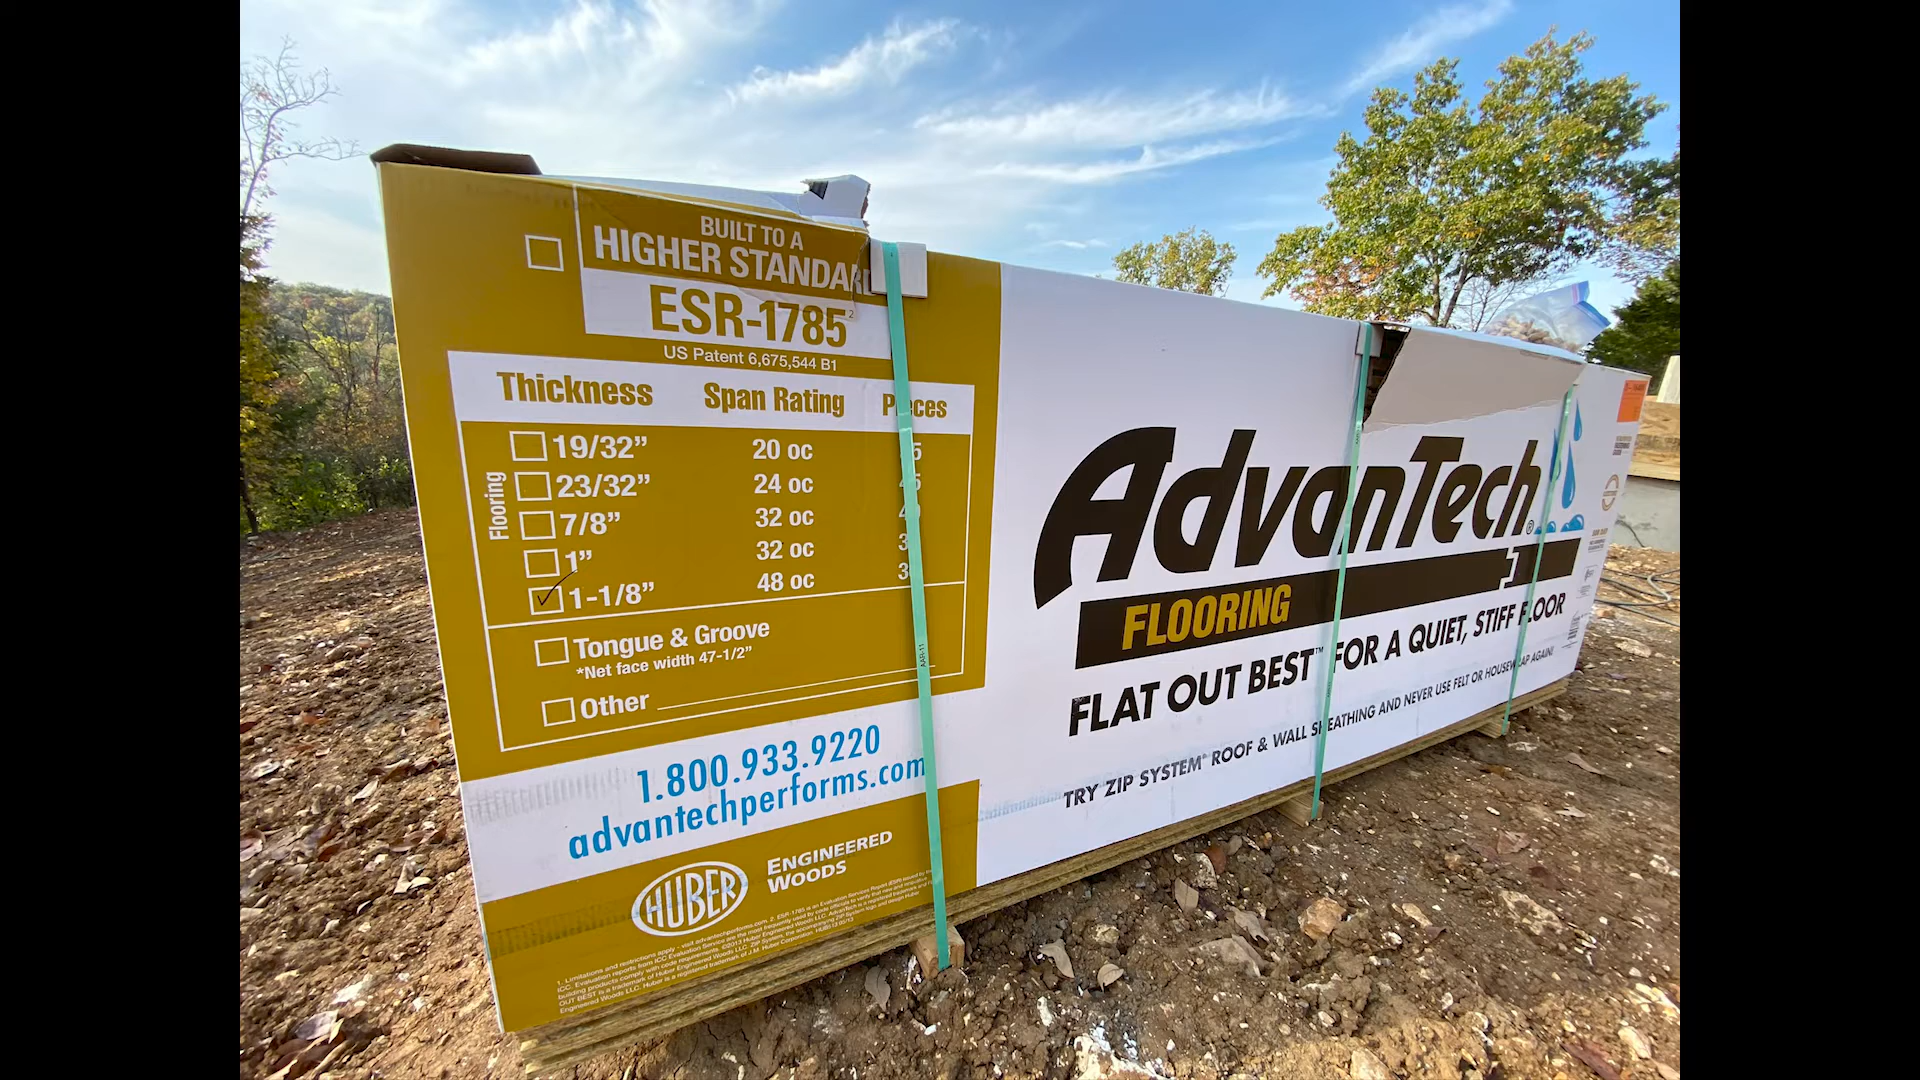 BUILT TO A
HIGHER STANDARD
ESR-1785
2
US Patent 6,675,544 B1
Thickness Span Rating Pieces
Flooring
19/32” 20 oc
23/32” 24 oc
7/8” 32 oc
1” 32 oc
1-1/8” 48 oc
Tongue & Groove
*Net face width 47-1/2”
Other
1.800.933.9220
advantechperforms.com
HUBER ENGINEERED
WOODS
AdvanTech®
FLOORING
FLAT OUT BEST™ FOR A QUIET, STIFF FLOOR
TRY ZIP SYSTEM® ROOF & WALL SHEATHING AND NEVER USE FELT OR HOUSEWRAP AGAIN!